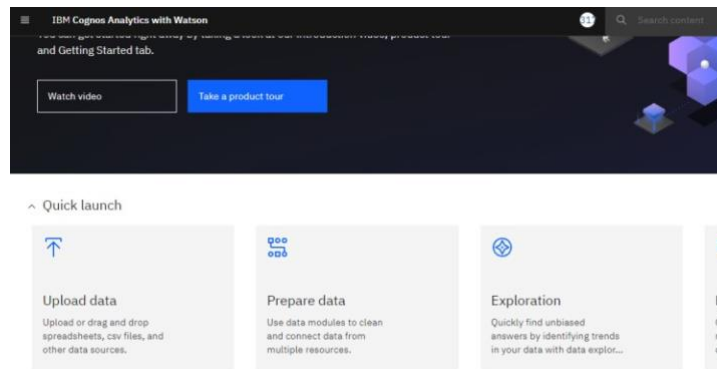 IBM Cognos Analytics with Watson
Search content
and Getting Started tab.
Watch video
Take a product tour
Quick launch
Upload data
Upload or drag and drop
spreadsheets, csv files, and
other data sources.
Prepare data
Use data modules to clean
and connect data from
multiple resources.
Exploration
Quickly find unbiased
answers by identifying trends
in your data with data explor...